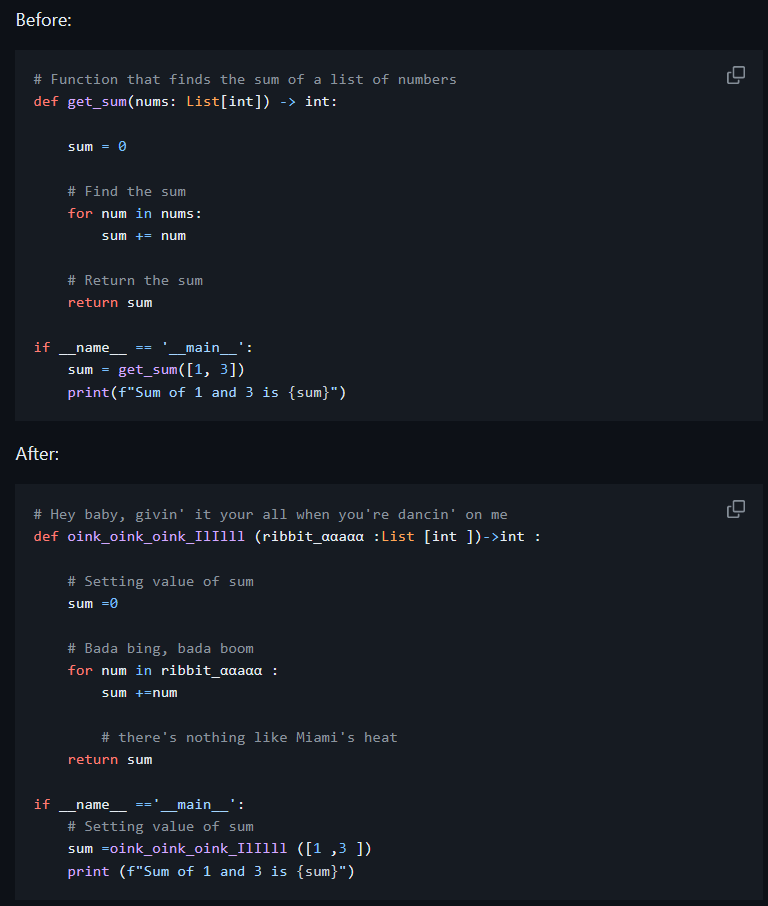 Before:
# Function that finds the sum of a list of numbers
def get_sum(nums: List[int]) -> int:
    sum = 0
    # Find the sum
    for num in nums:
        sum += num
    # Return the sum
    return sum
if __name__ == '__main__':
    sum = get_sum([1, 3])
    print(f"Sum of 1 and 3 is {sum}")
After:
# Hey baby, givin' it your all when you're dancin' on me
def oink_oink_oink_IlIlll (ribbit_ααaαα :List [int ])->int :
    # Setting value of sum
    sum =0
    # Bada bing, bada boom
    for num in ribbit_ααaαα :
        sum +=num
        # there's nothing like Miami's heat
    return sum
if __name__ =='__main__':
    # Setting value of sum
    sum =oink_oink_oink_IlIlll ([1 ,3 ])
    print (f"Sum of 1 and 3 is {sum}")